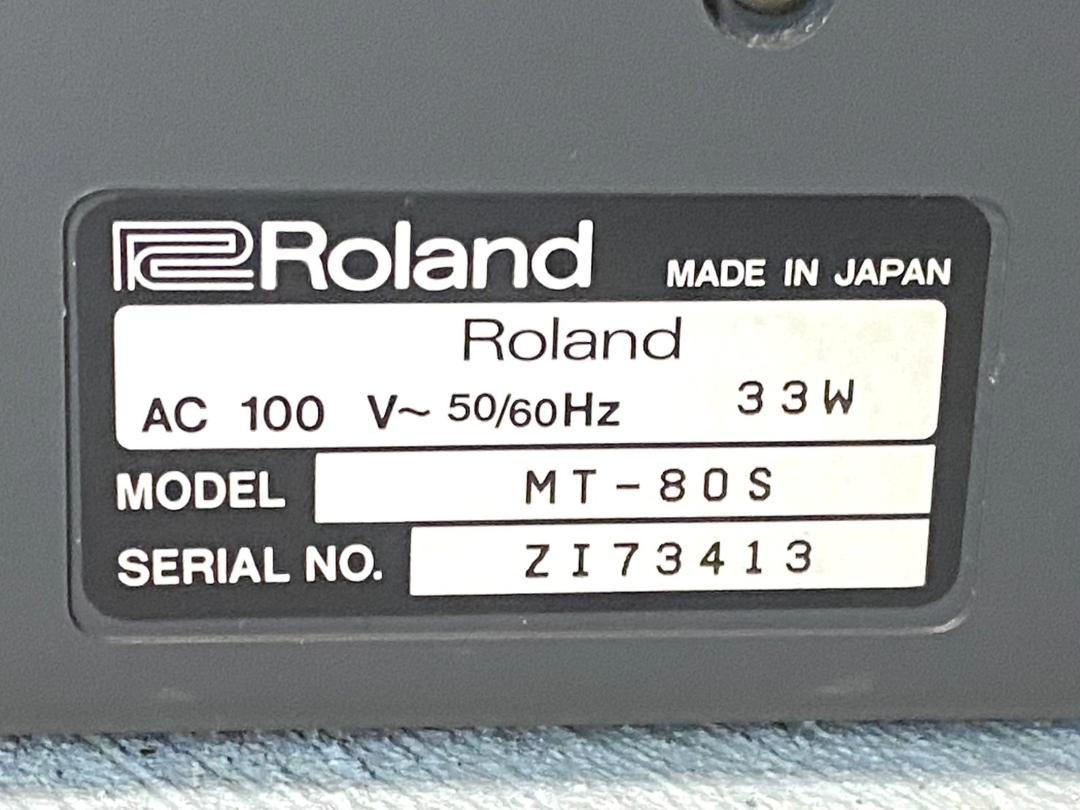 Roland MADE IN JAPAN
Roland
AC 100 V~ 50/60Hz 33W
MODEL MT-80S
SERIAL NO. ZI73413